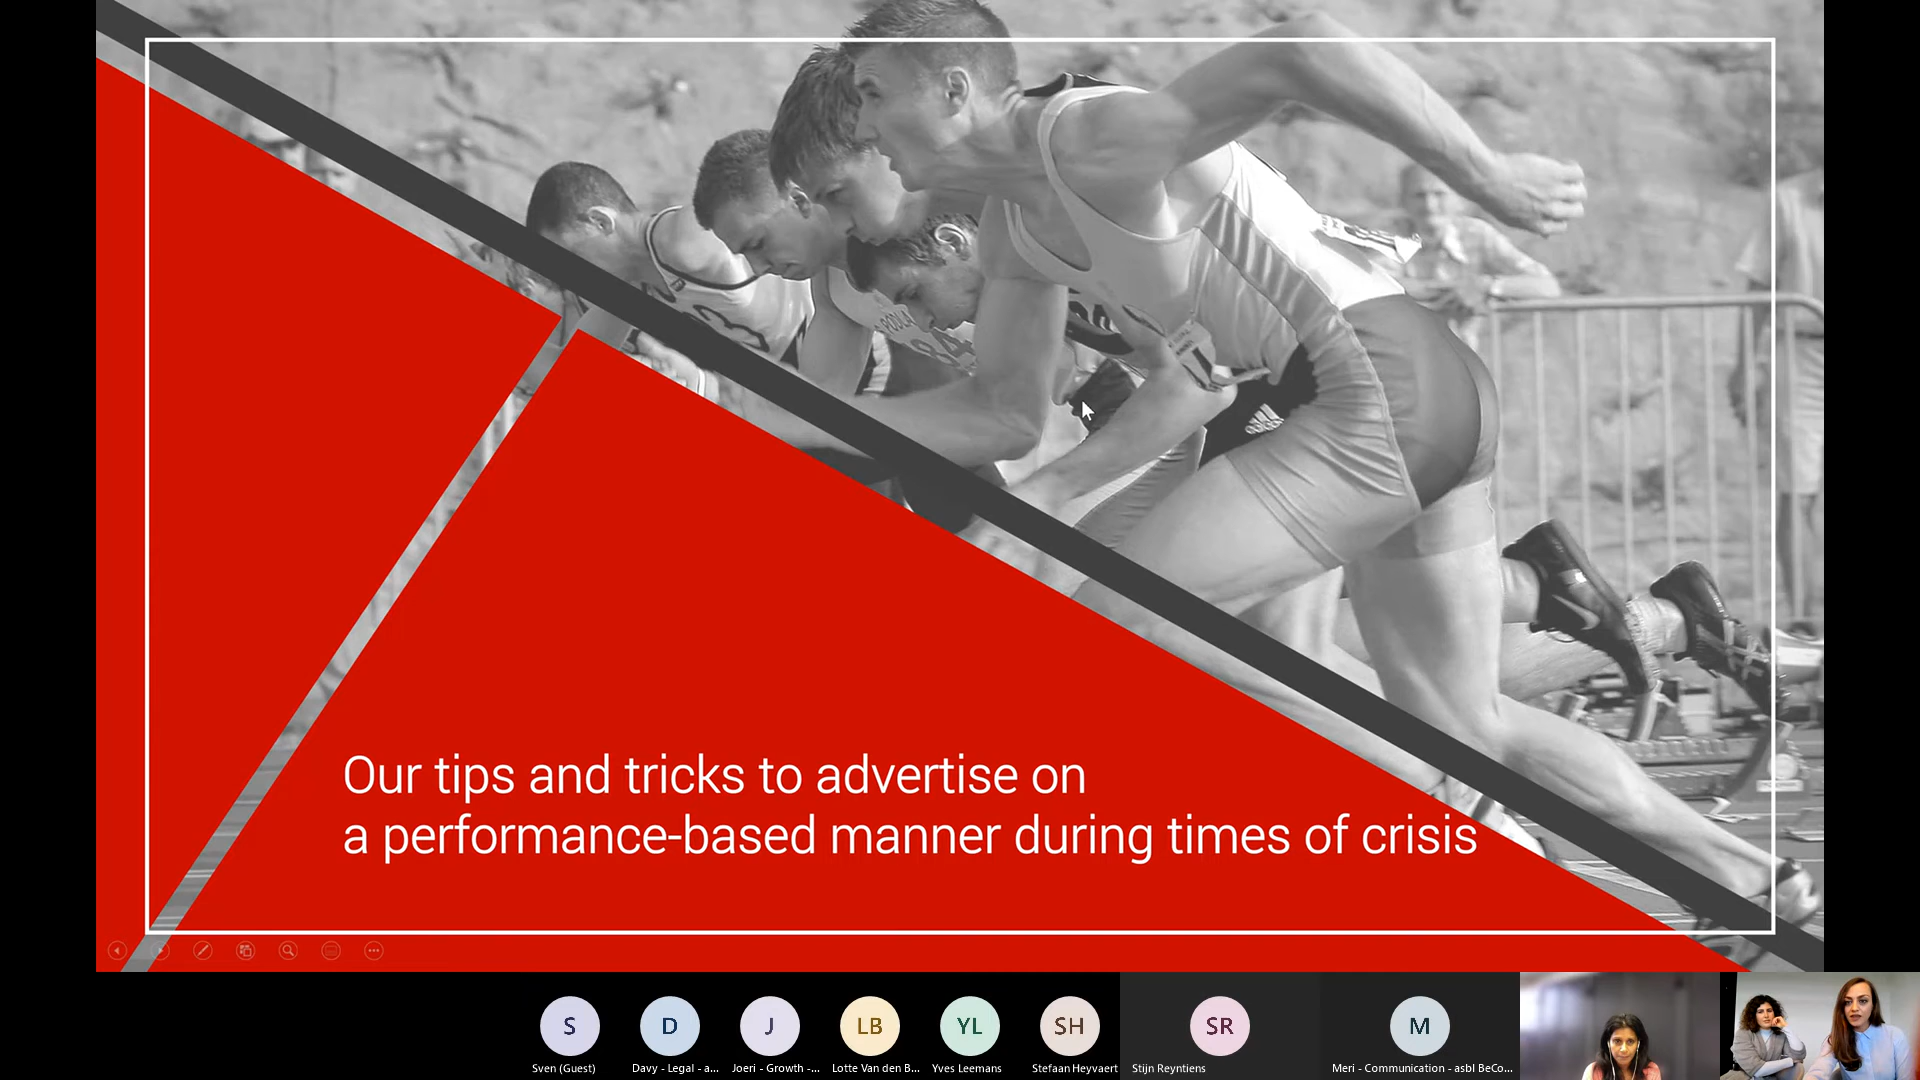 Our tips and tricks to advertise on
a performance-based manner during times of crisis
adidas
S
D
J
LB
YL
SH
SR
M
Sven (Guest)
Davy - Legal - a...
Joeri - Growth -...
Lotte Van den B...
Yves Leemans
Stefaan Heyvaert
Stijn Reyntiens
Meri - Communication - asbl BeCo...